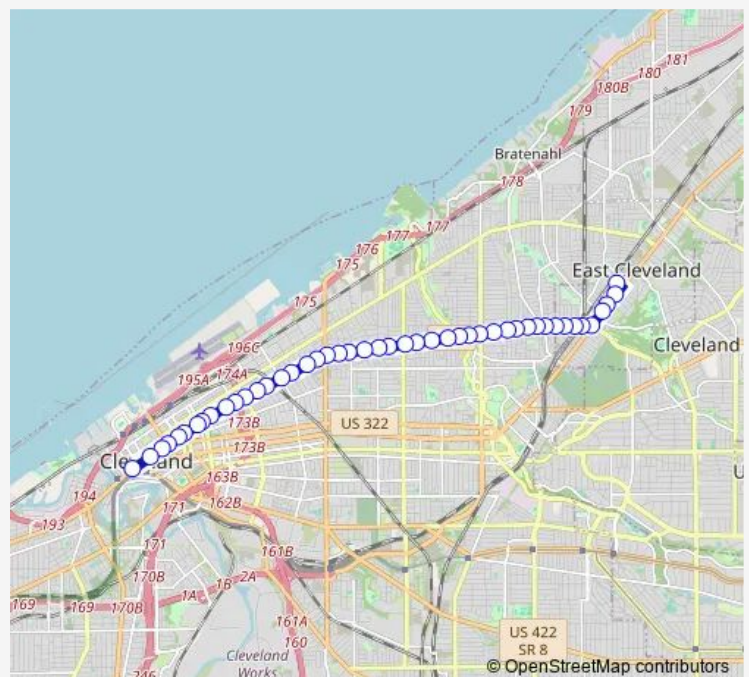 181
180
180B
179
Bratenahl
178
177
177
176
175
East Cleveland
175
196C
Cleveland
174A
195A
173B
US 322
173B
Cleveland
163B
U
194
171
162B
193
171
161B
170B
2A
1B
1A
169
169
170B
161A
160
US 422
SR 8
Cleveland
Works
246
© OpenStreetMap contributors